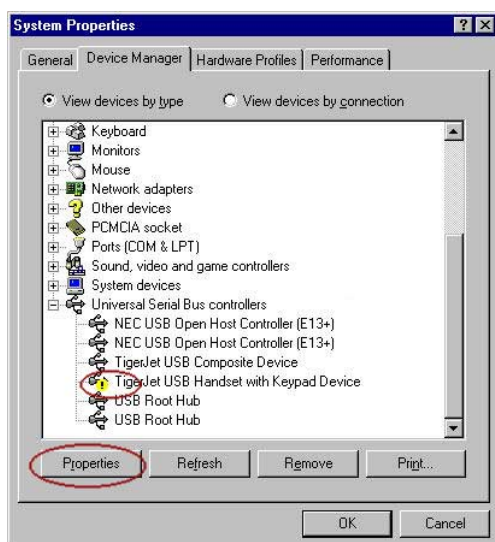 System Properties
General Device Manager Hardware Profiles Performance
View devices by type View devices by connection
Keyboard
Monitors
Mouse
Network adapters
Other devices
PCMCIA socket
Ports (COM & LPT)
Sound, video and game controllers
System devices
Universal Serial Bus controllers
NEC USB Open Host Controller (E13+)
NEC USB Open Host Controller (E13+)
TigerJet USB Composite Device
TigerJet USB Handset with Keypad Device
USB Root Hub
USB Root Hub
Properties Refresh Remove Print...
OK Cancel